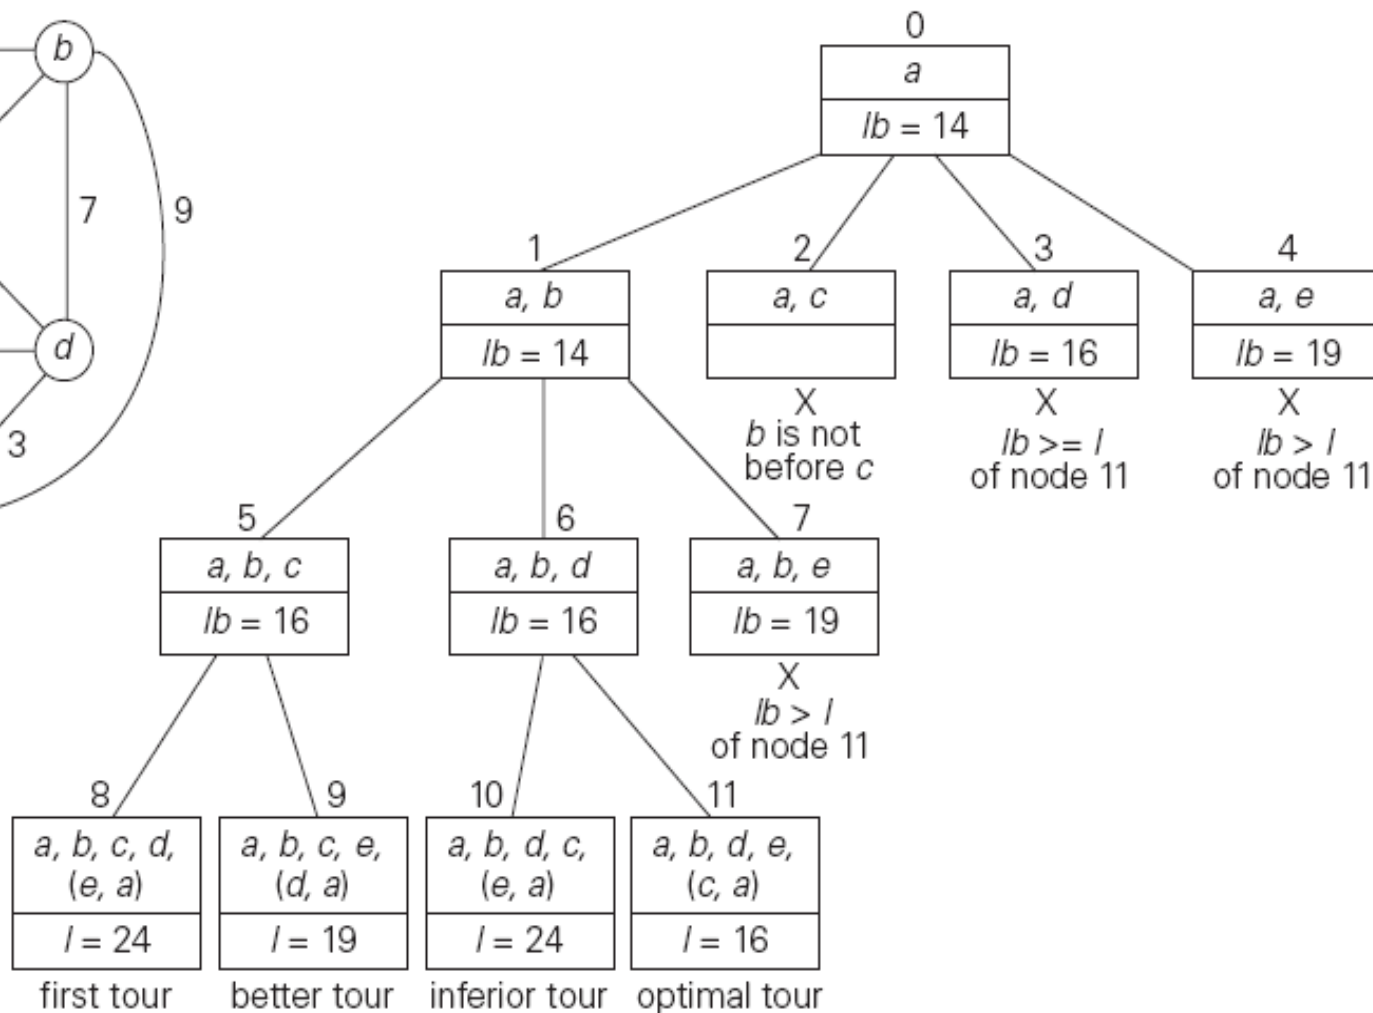 0
a
lb = 14
b
7
9
d
3
1
2
3
4
a, b
a, c
a, d
a, e
lb = 14
lb = 16
lb = 19
X
X
X
b is not
before c
lb >= l
of node 11
lb > l
of node 11
5
6
7
a, b, c
a, b, d
a, b, e
lb = 16
lb = 16
lb = 19
X
lb > l
of node 11
8
9
10
11
a, b, c, d,
(e, a)
a, b, c, e,
(d, a)
a, b, d, c,
(e, a)
a, b, d, e,
(c, a)
l = 24
l = 19
l = 24
l = 16
first tour
better tour
inferior tour
optimal tour